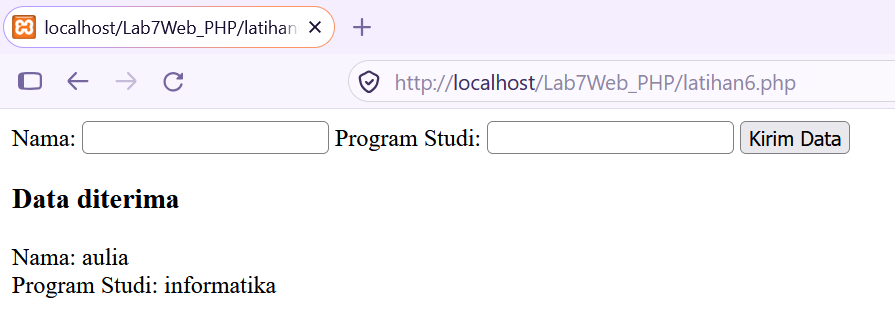 localhost/Lab7Web_PHP/latihan
http://localhost/Lab7Web_PHP/latihan6.php
Nama: Program Studi: Kirim Data
Data diterima
Nama: aulia
Program Studi: informatika